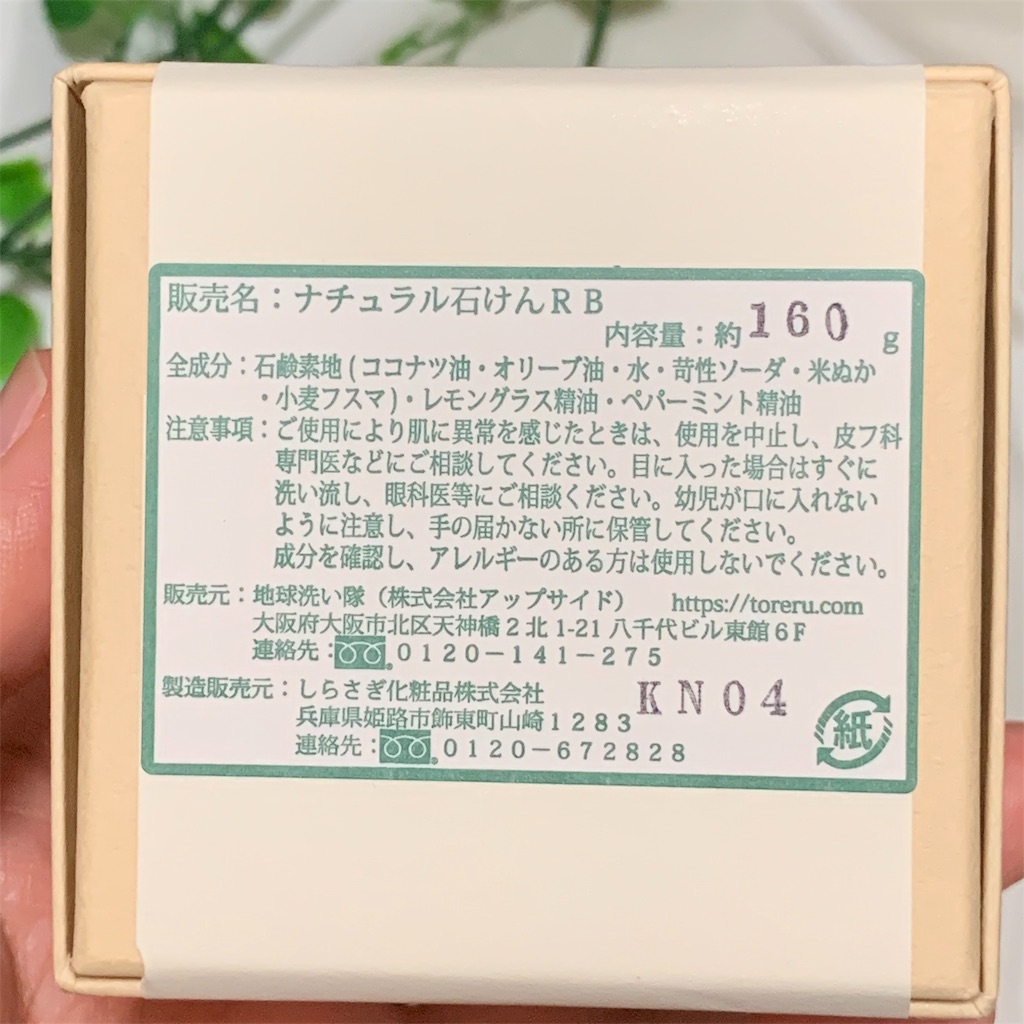 販売名：ナチュラル石けんＲＢ
内容量：約160g
全成分：石鹸素地(ココナツ油・オリーブ油・水・苛性ソーダ・米ぬか
・小麦フスマ)・レモングラス精油・ペパーミント精油
注意事項：ご使用により肌に異常を感じたときは、使用を中止し、皮フ科
専門医などにご相談してください。目に入った場合はすぐに
洗い流し、眼科医等にご相談ください。幼児が口に入れない
ように注意し、手の届かない所に保管してください。
成分を確認し、アレルギーのある方は使用しないでください。
販売元：地球洗い隊（株式会社アップサイド） https://toreru.com
大阪府大阪市北区天神橋２北1-21八千代ビル東館６F
連絡先：０１２０－１４１－２７５
製造販売元：しらさぎ化粧品株式会社
KN04
兵庫県姫路市飾東町山崎１２８３
連絡先：０１２０－６７２８２８
紙